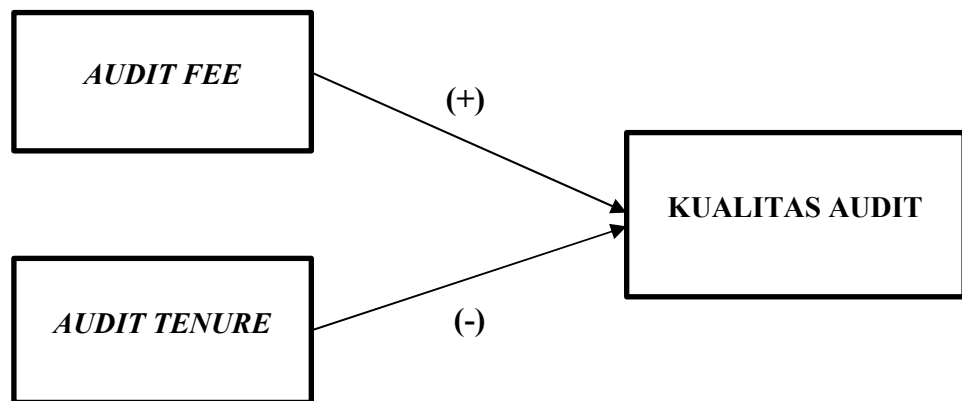 AUDIT FEE
(+)
KUALITAS AUDIT
AUDIT TENURE
(-)